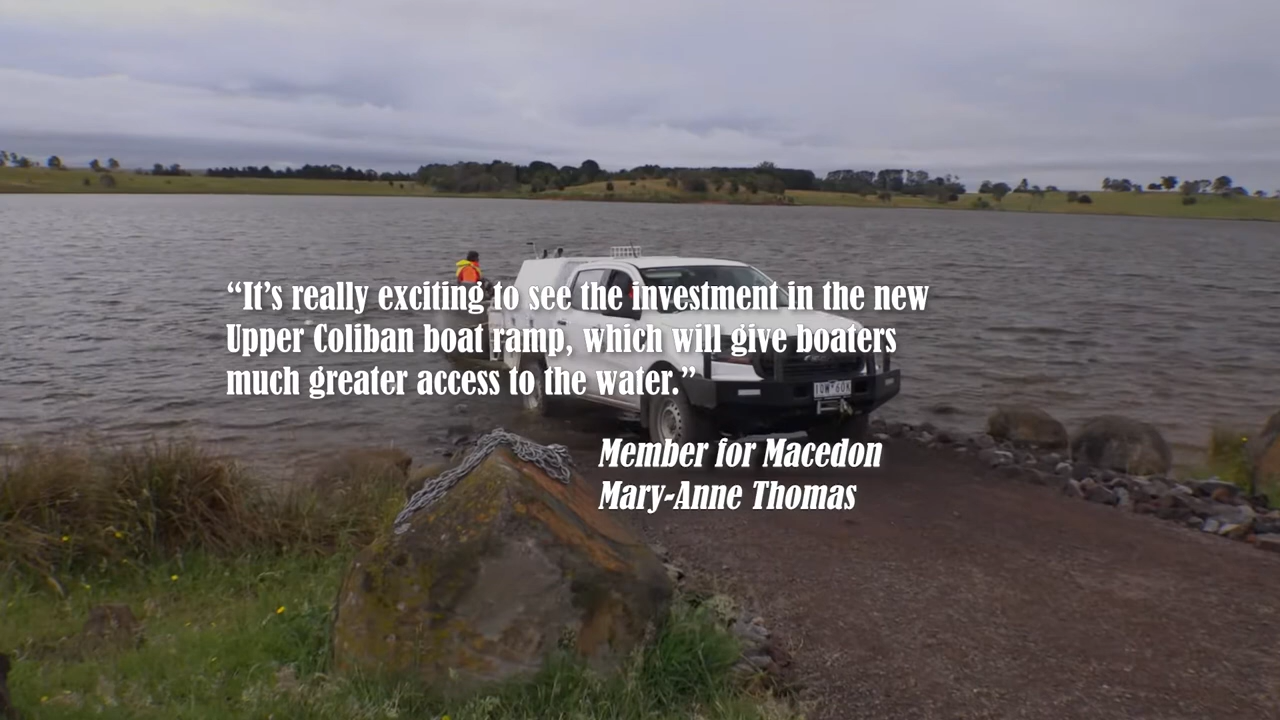 “It’s really exciting to see the investment in the new
Upper Coliban boat ramp, which will give boaters
much greater access to the water.”
Member for Macedon
Mary-Anne Thomas